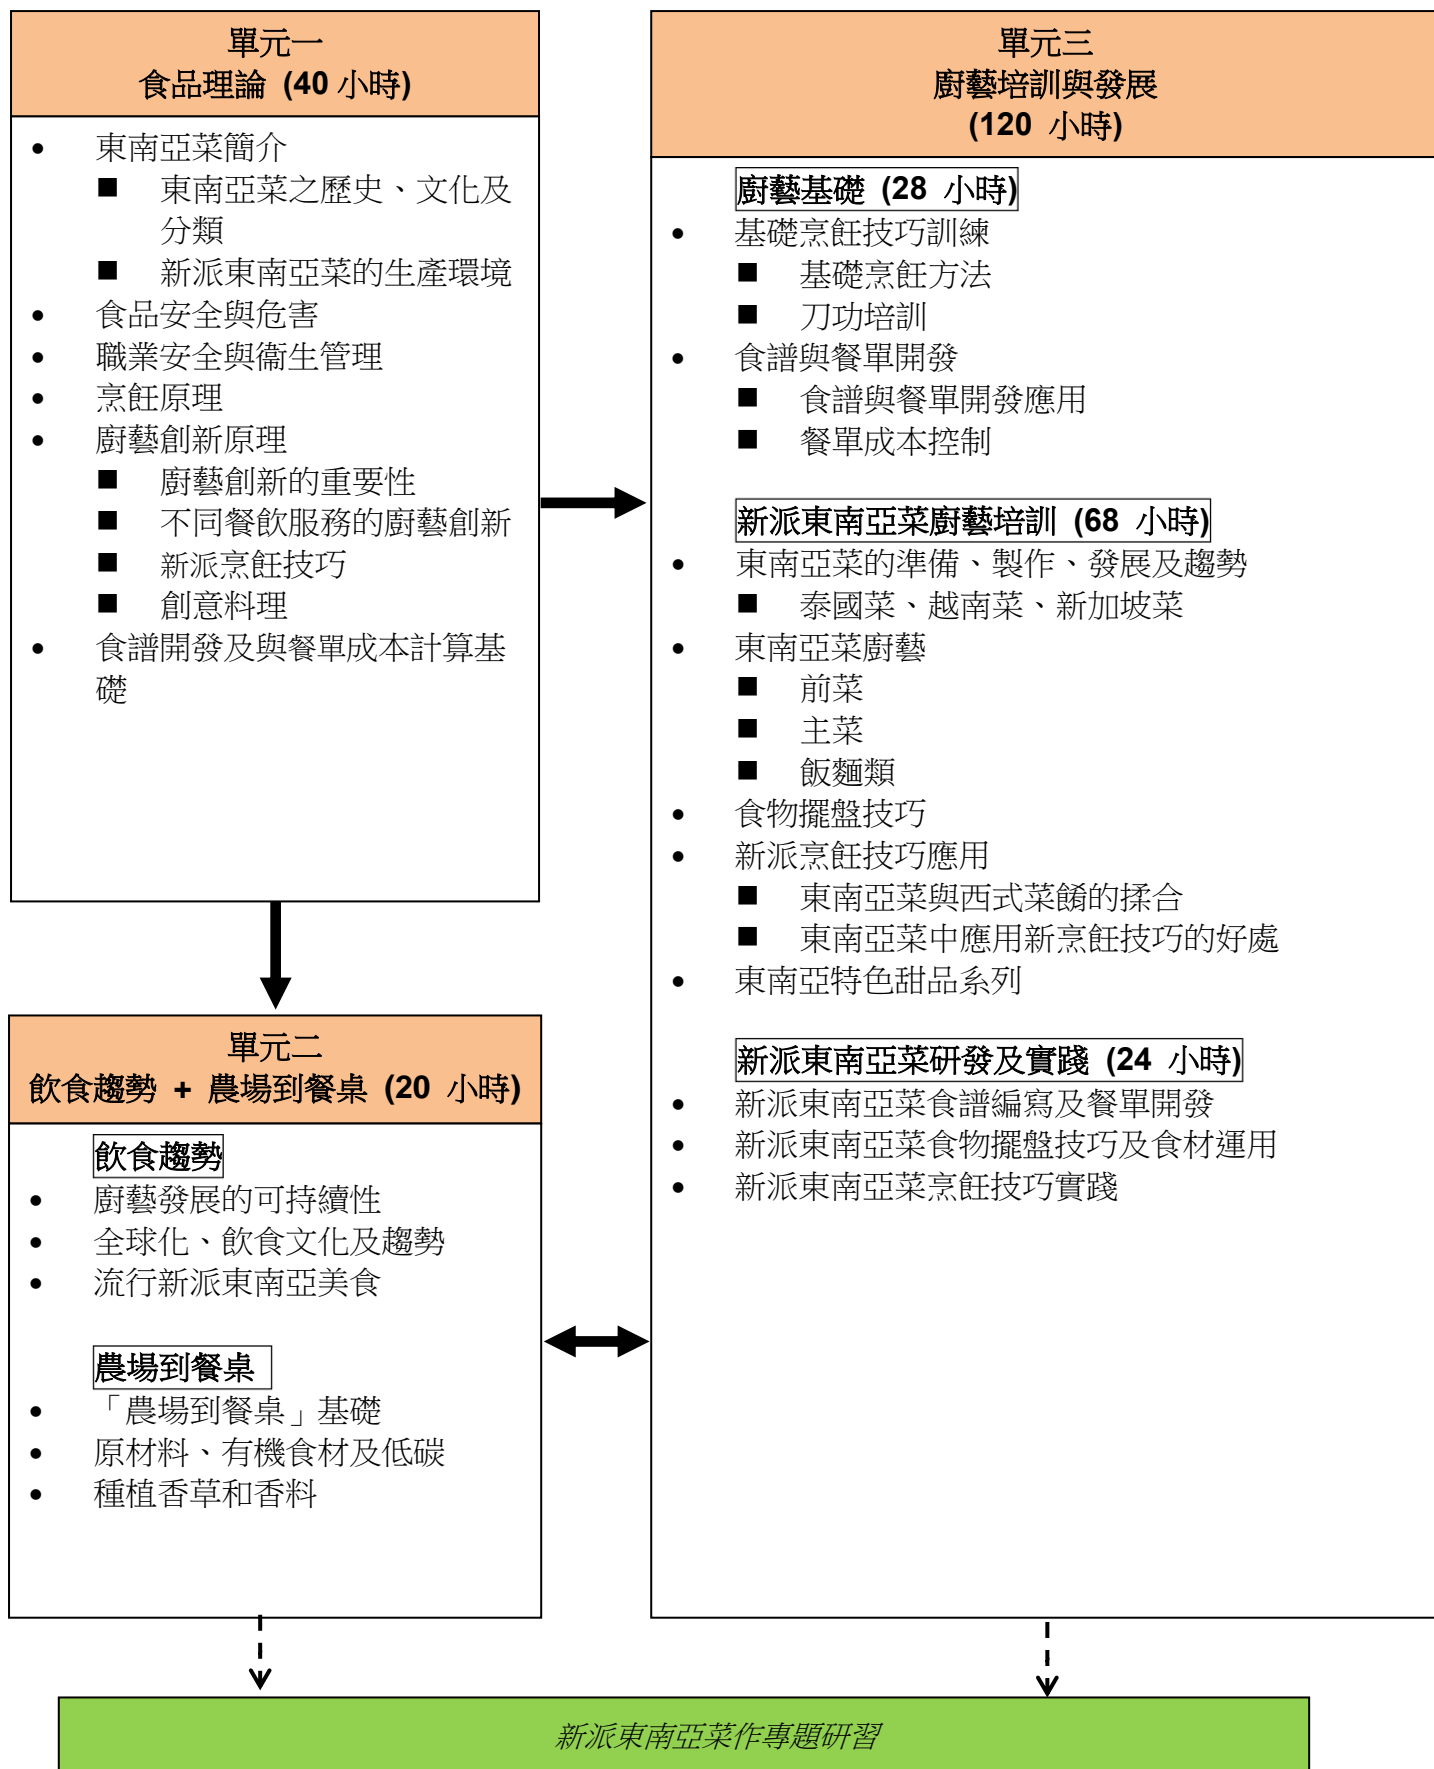 單元一
食品理論 (40 小時)
• 東南亞菜簡介
■ 東南亞菜之歷史、文化及
分類
■ 新派東南亞菜的生產環境
• 食品安全與危害
• 職業安全與衞生管理
• 烹飪原理
• 廚藝創新原理
■ 廚藝創新的重要性
■ 不同餐飲服務的廚藝創新
■ 新派烹飪技巧
■ 創意料理
• 食譜開發及與餐單成本計算基
礎
單元二
飲食趨勢 + 農場到餐桌 (20 小時)
飲食趨勢
• 廚藝發展的可持續性
• 全球化、飲食文化及趨勢
• 流行新派東南亞美食
農場到餐桌
• 「農場到餐桌」基礎
• 原材料、有機食材及低碳
• 種植香草和香料
單元三
廚藝培訓與發展
(120 小時)
廚藝基礎 (28 小時)
• 基礎烹飪技巧訓練
■ 基礎烹飪方法
■ 刀功培訓
• 食譜與餐單開發
■ 食譜與餐單開發應用
■ 餐單成本控制
新派東南亞菜廚藝培訓 (68 小時)
• 東南亞菜的準備、製作、發展及趨勢
■ 泰國菜、越南菜、新加坡菜
• 東南亞菜廚藝
■ 前菜
■ 主菜
■ 飯麵類
• 食物擺盤技巧
• 新派烹飪技巧應用
■ 東南亞菜與西式菜餚的揉合
■ 東南亞菜中應用新烹飪技巧的好處
• 東南亞特色甜品系列
新派東南亞菜研發及實踐 (24 小時)
• 新派東南亞菜食譜編寫及餐單開發
• 新派東南亞菜食物擺盤技巧及食材運用
• 新派東南亞菜烹飪技巧實踐
新派東南亞菜作專題研習